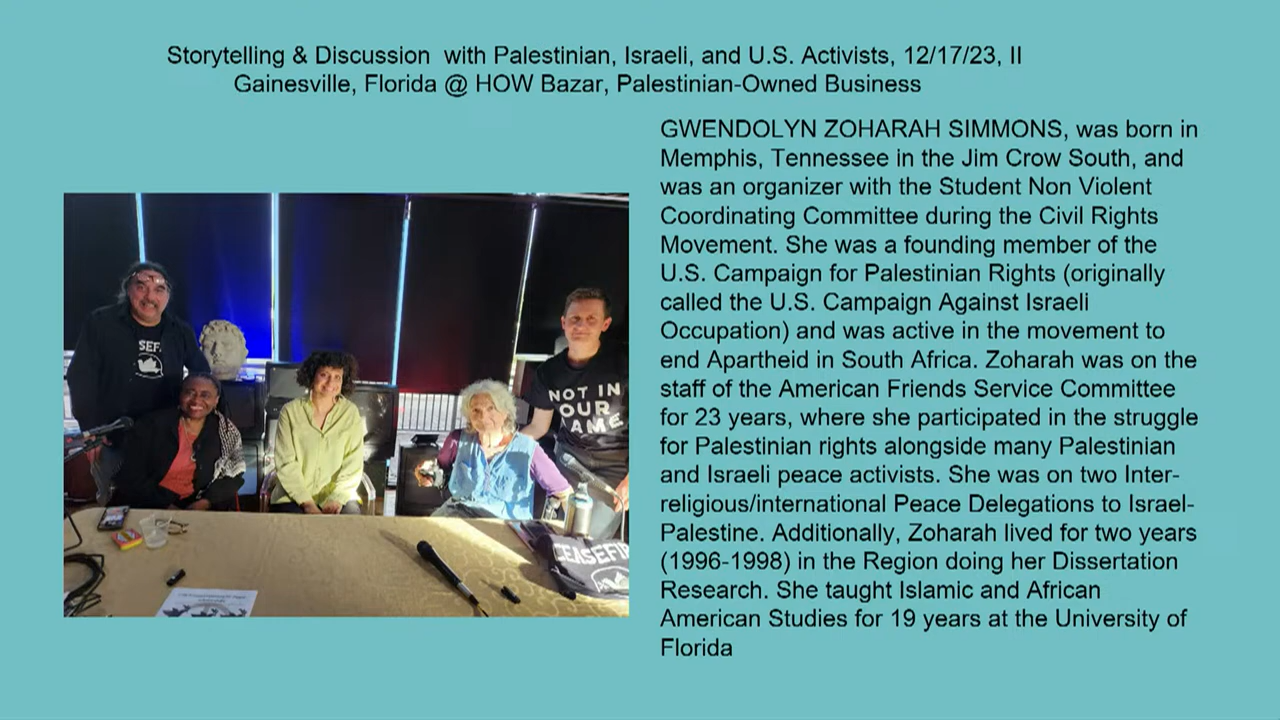 Storytelling & Discussion with Palestinian, Israeli, and U.S. Activists, 12/17/23, II
Gainesville, Florida @ HOW Bazar, Palestinian-Owned Business
GWENDOLYN ZOHARAH SIMMONS, was born in
Memphis, Tennessee in the Jim Crow South, and
was an organizer with the Student Non Violent
Coordinating Committee during the Civil Rights
Movement. She was a founding member of the
U.S. Campaign for Palestinian Rights (originally
called the U.S. Campaign Against Israeli
Occupation) and was active in the movement to
end Apartheid in South Africa. Zoharah was on the
staff of the American Friends Service Committee
for 23 years, where she participated in the struggle
for Palestinian rights alongside many Palestinian
and Israeli peace activists. She was on two Inter-
religious/international Peace Delegations to Israel-
Palestine. Additionally, Zoharah lived for two years
(1996-1998) in the Region doing her Dissertation
Research. She taught Islamic and African
American Studies for 19 years at the University of
Florida
SEF
NOT IN
OUR
AME
CEASEFI